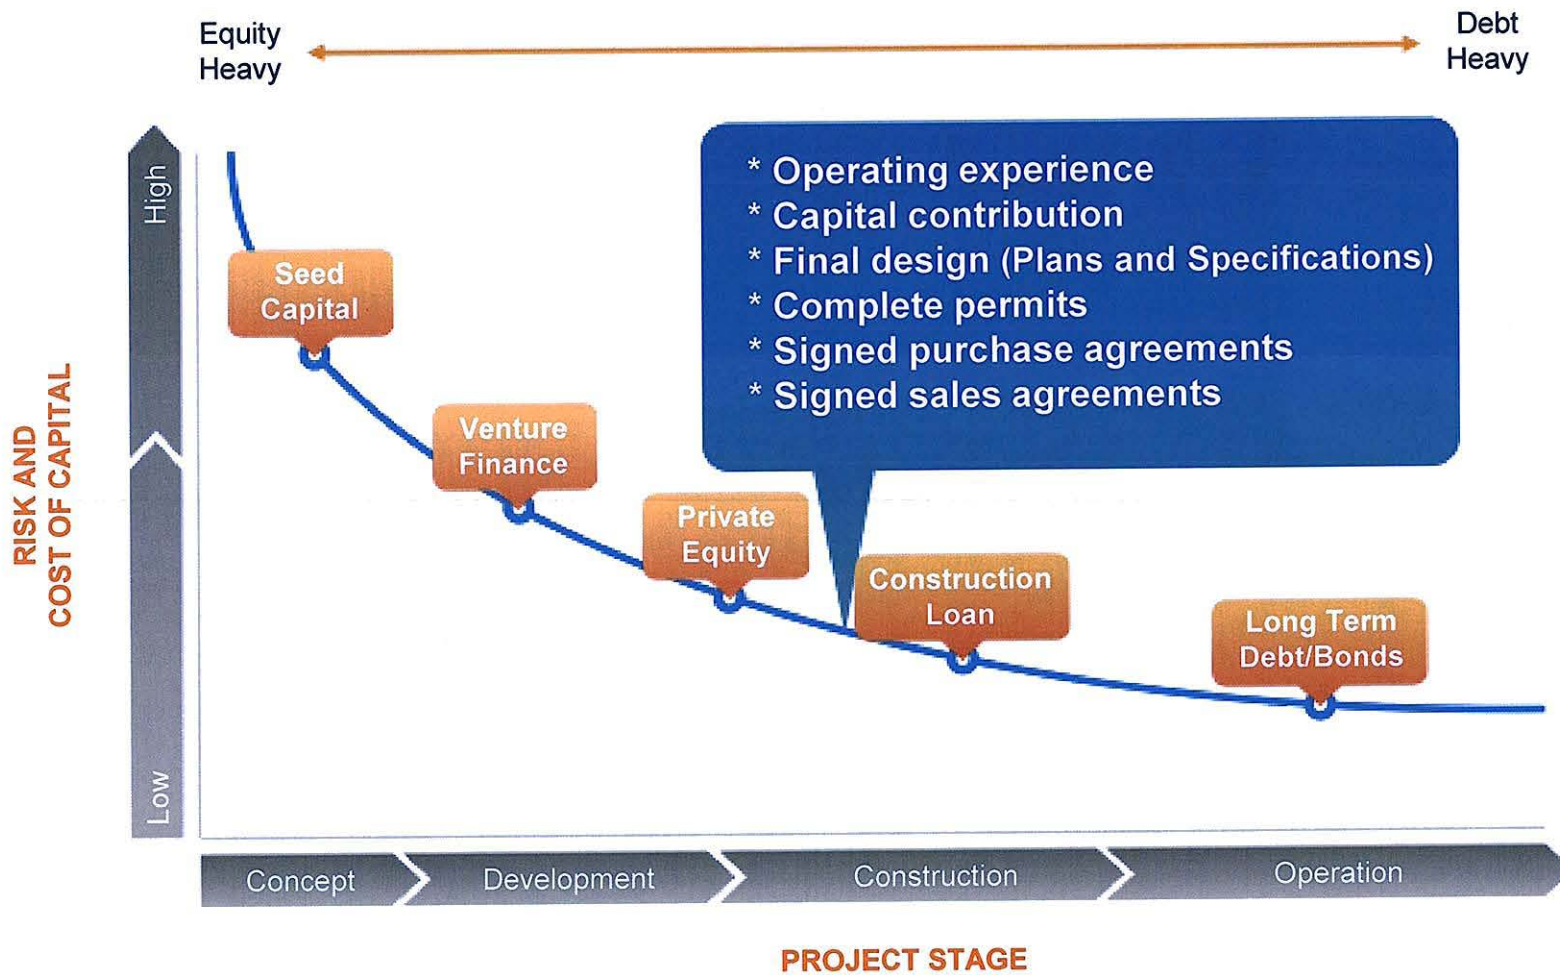 Equity
Heavy
Debt
Heavy
High
Low
RISK AND
COST OF CAPITAL
* Operating experience
* Capital contribution
* Final design (Plans and Specifications)
* Complete permits
* Signed purchase agreements
* Signed sales agreements
Seed
Capital
Venture
Finance
Private
Equity
Construction
Loan
Long Term
Debt/Bonds
Concept
Development
Construction
Operation
PROJECT STAGE